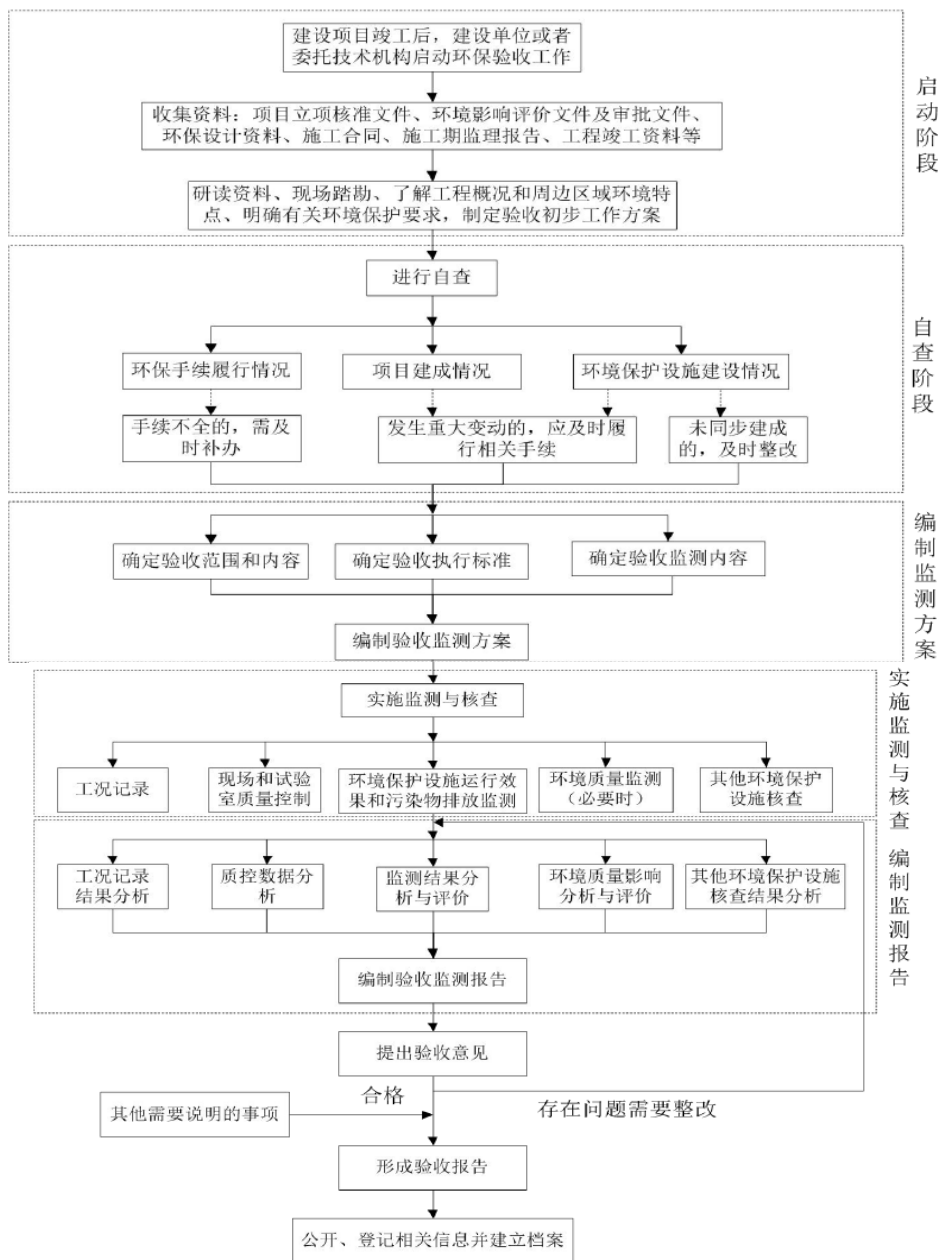 建设项目竣工后，建设单位或者
委托技术机构启动环保验收工作
收集资料：项目立项核准文件、环境影响评价文件及审批文件、
环保设计资料、施工合同、施工期监理报告、工程竣工资料等
研读资料、现场踏勘、了解工程概况和周边区域环境特
点、明确有关环境保护要求，制定验收初步工作方案
启动阶段
进行自查
环保手续履行情况
项目建成情况
环境保护设施建设情况
手续不全的，需及
时补办
发生重大变动的，应及时履
行相关手续
未同步建成
的，及时整改
自查阶段
确定验收范围和内容
确定验收执行标准
确定验收监测内容
编制验收监测方案
编制监测方案
实施监测与核查
工况记录
现场和试验
室质量控制
环境保护设施运行效
果和污染物排放监测
环境质量监测
（必要时）
其他环境保护
设施核查
实施监测与核查
工况记录
结果分析
质控数据分
析
监测结果分
析与评价
环境质量影响
分析与评价
其他环境保护设施
核查结果分析
编制验收监测报告
编制监测报告
提出验收意见
合格
存在问题需要整改
其他需要说明的事项
形成验收报告
公开、登记相关信息并建立档案